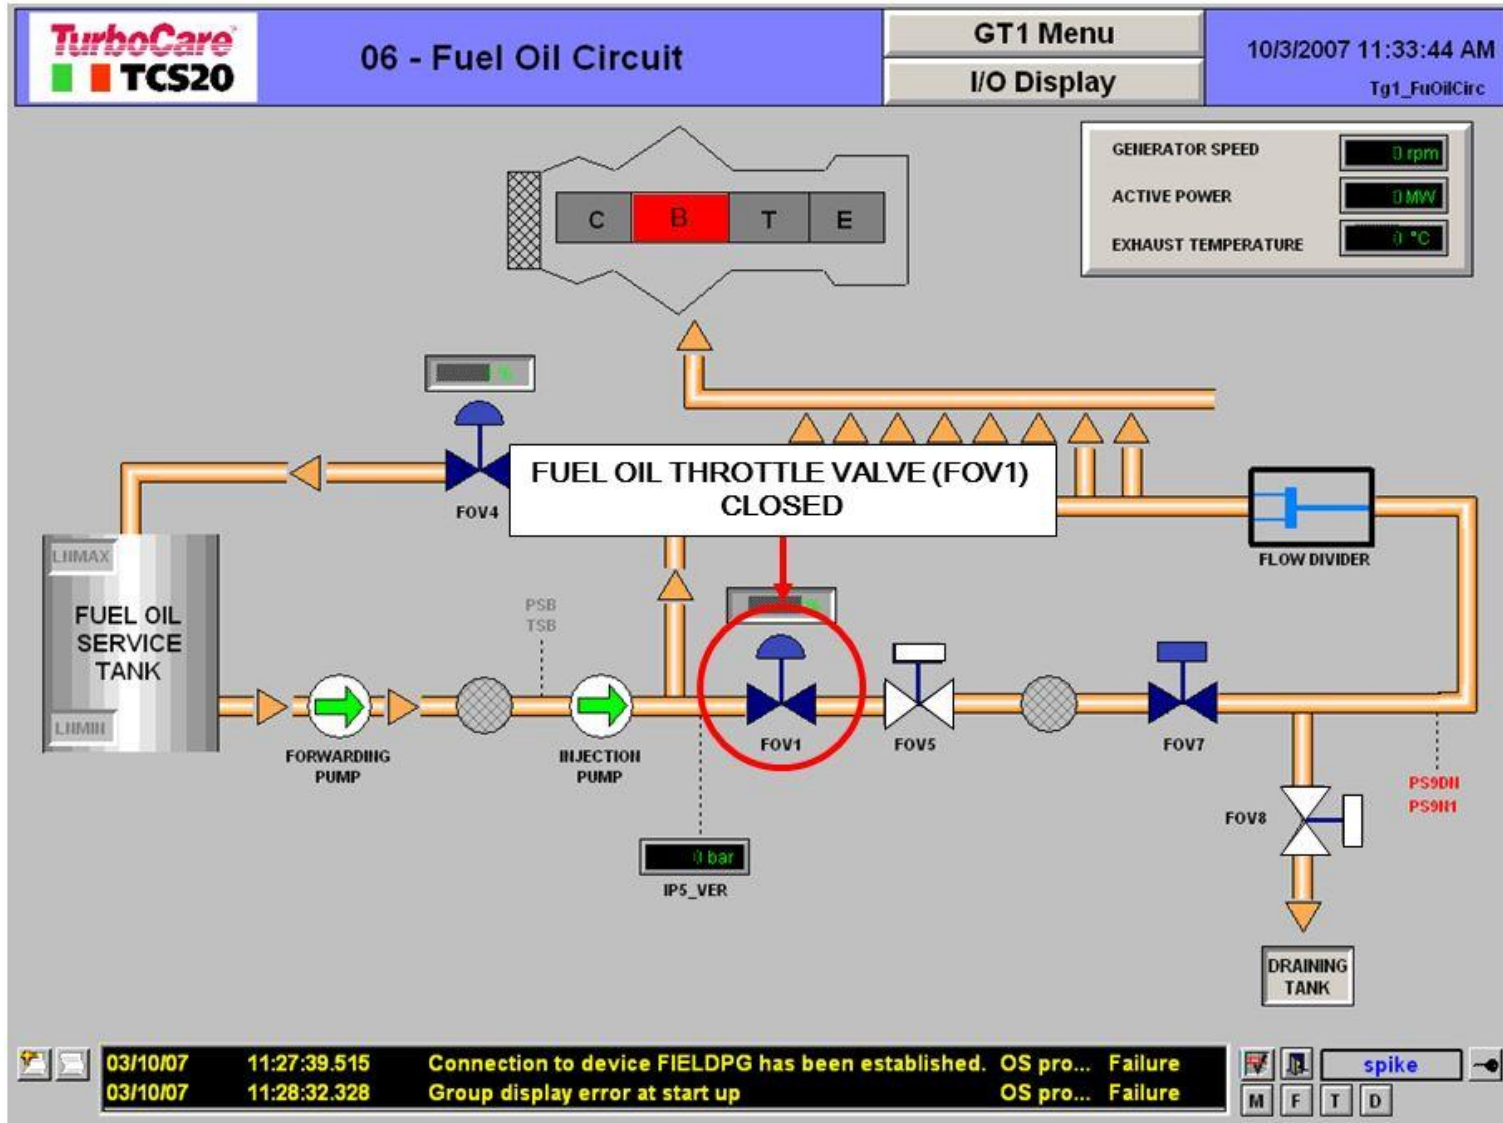 TurboCare
TCS20
06 - Fuel Oil Circuit
GT1 Menu
I/O Display
10/3/2007 11:33:44 AM
Tg1_FuOilCirc
GENERATOR SPEED 0 rpm
ACTIVE POWER 0 MW
EXHAUST TEMPERATURE 0 °C
C B T E
%
FOV4
FUEL OIL THROTTLE VALVE (FOV1)
CLOSED
FLOW DIVIDER
LIIMAX
FUEL OIL
SERVICE
TANK
LIIMIN
PSB
TSB
%
FORWARDING
PUMP
INJECTION
PUMP
FOV1
FOV5
FOV7
PS9DII
PS9II1
FOV8
0 bar
IP5_VER
DRAINING
TANK
03/10/07 11:27:39.515 Connection to device FIELDPG has been established. OS pro... Failure
03/10/07 11:28:32.328 Group display error at start up OS pro... Failure
spike
M F T D